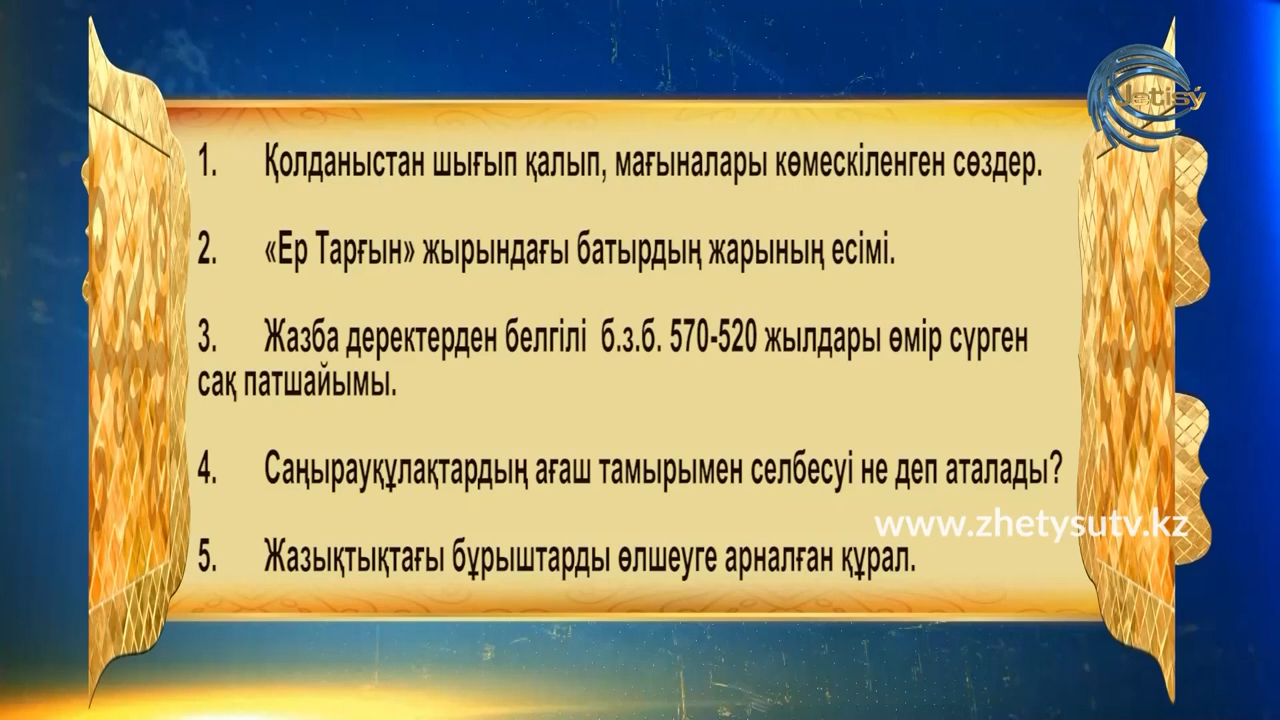 Jetisý
1. Қолданыстан шығып қалып, мағыналары көмескіленген сөздер.
2. «Ер Тарғын» жырындағы батырдың жарының есімі.
3. Жазба деректерден белгілі б.з.б. 570-520 жылдары өмір сүрген
сақ патшайымы.
4. Саңырауқұлақтардың ағаш тамырымен селбесуі не деп аталады?
www.zhetysutv.kz
5. Жазықтықтағы бұрыштарды өлшеуге арналған құрал.